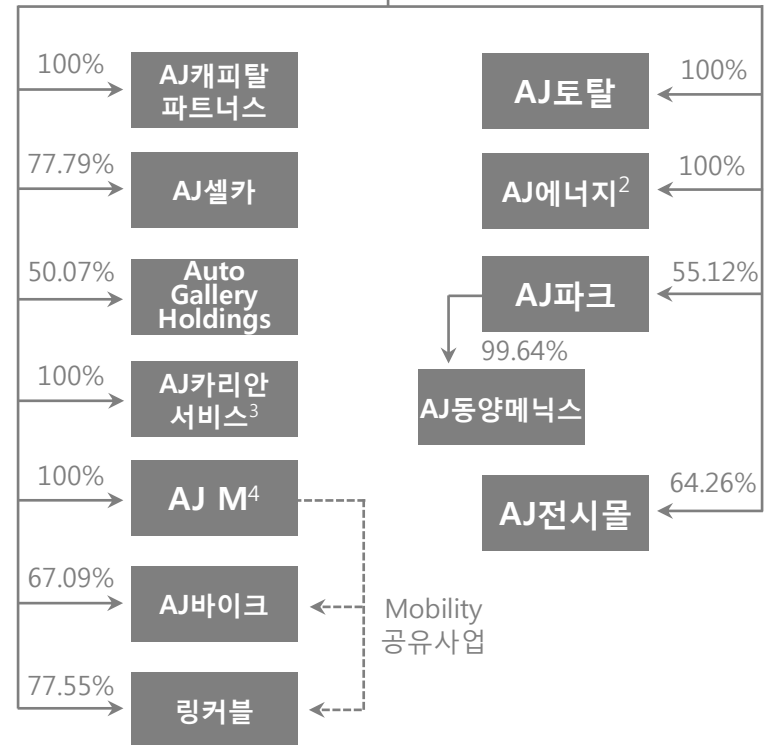 100%
AJ캐피탈
파트너스
77.79%
AJ셀카
50.07%
Auto
Gallery
Holdings
100%
AJ카리안
서비스3
100%
AJ M4
67.09%
AJ바이크
77.55%
링커블
Mobility
공유사업
AJ토탈
100%
AJ에너지2
100%
AJ파크
55.12%
99.64%
AJ동양메닉스
AJ전시몰
64.26%